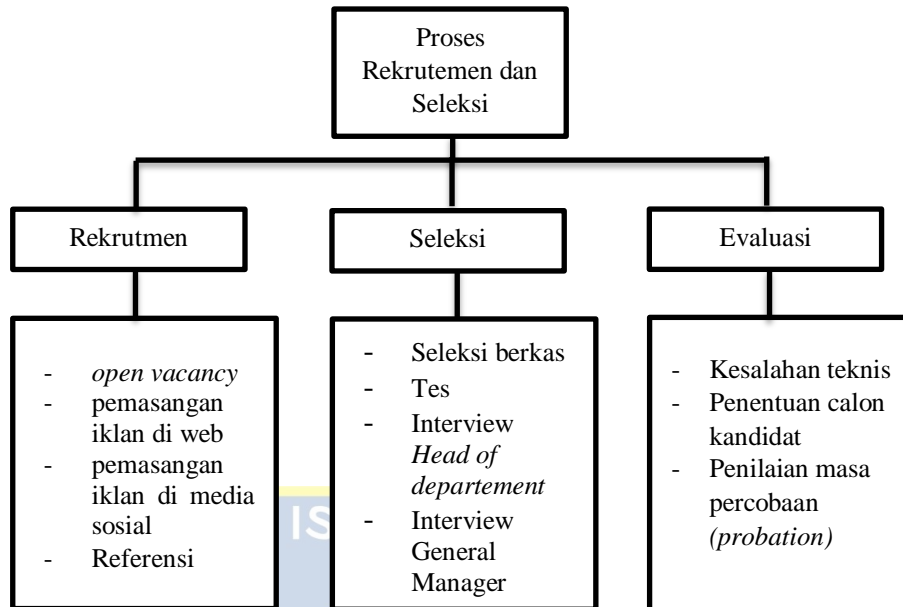 Proses
Rekrutemen dan
Seleksi
Rekrutmen
Seleksi
Evaluasi
- open vacancy
- pemasangan
iklan di web
- pemasangan
iklan di media
sosial
- Referensi
- Seleksi berkas
- Tes
- Interview
Head of
departement
- Interview
General
Manager
- Kesalahan teknis
- Penentuan calon
kandidat
- Penilaian masa
percobaan
(probation)
IS